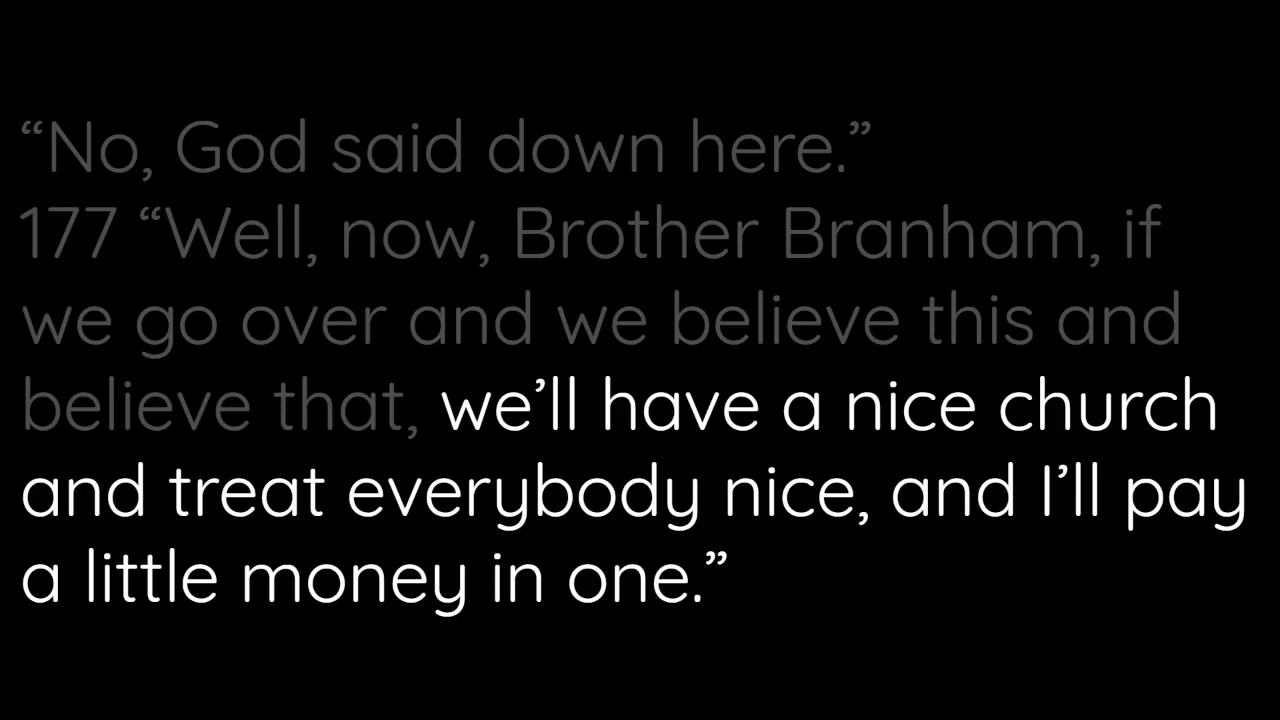 “No, God said down here.”
177 “Well, now, Brother Branham, if
we go over and we believe this and
believe that, we’ll have a nice church
and treat everybody nice, and I’ll pay
a little money in one.”